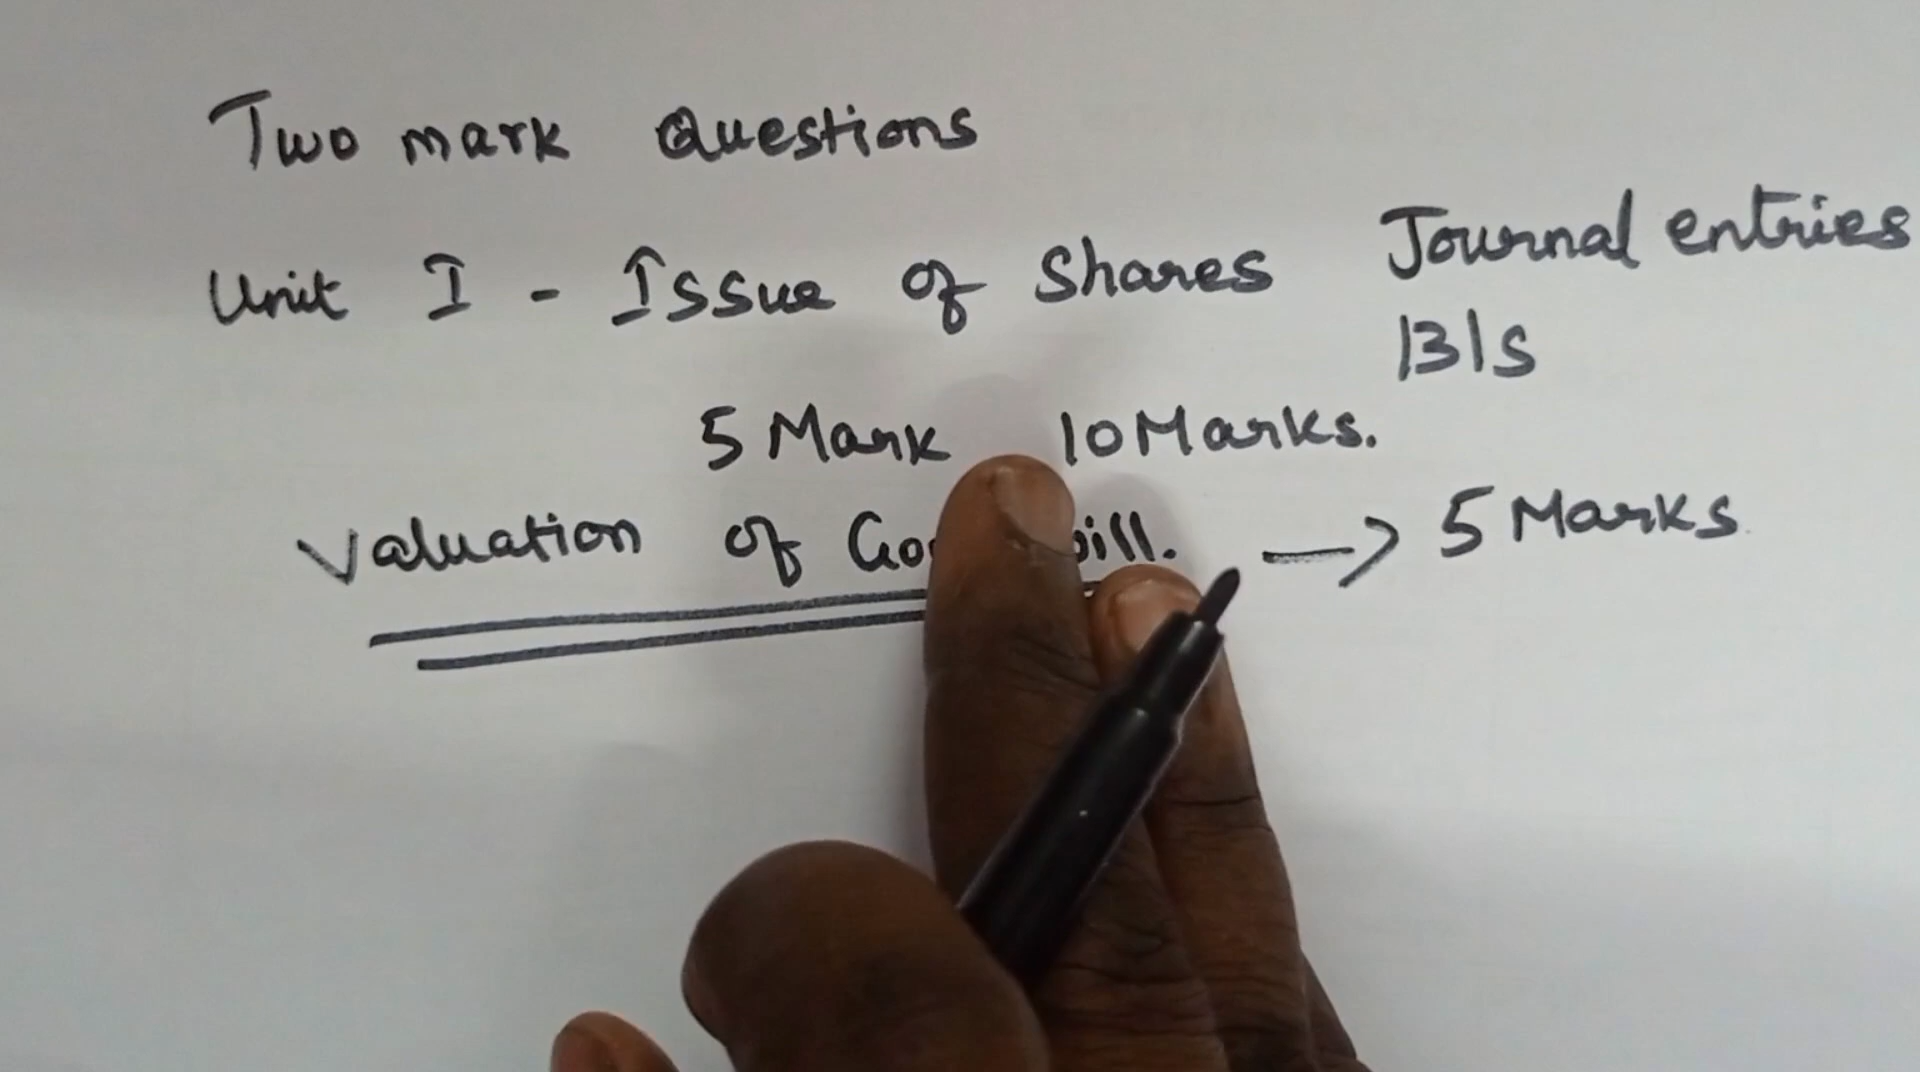 Two mark Questions
Unit I - Issue of Shares Journal entries
B/S
5 Mark 10 Marks.
Valuation of → 5 Marks